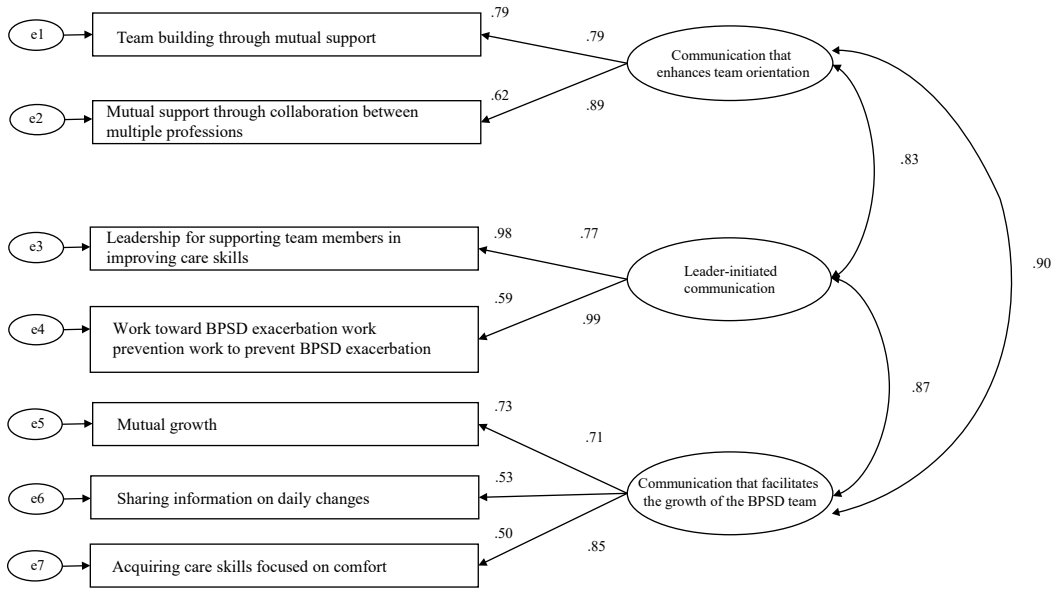 .79
e1
Team building through mutual support
.79
Communication that
enhances team orientation
.62
.89
e2
Mutual support through collaboration between
multiple professions
.83
.98
.77
e3
Leadership for supporting team members in
improving care skills
Leader-initiated
communication
.90
.59
.99
e4
Work toward BPSD exacerbation work
prevention work to prevent BPSD exacerbation
.87
.73
e5
Mutual growth
.71
.53
Communication that facilitates
the growth of the BPSD team
e6
Sharing information on daily changes
.50
.85
e7
Acquiring care skills focused on comfort